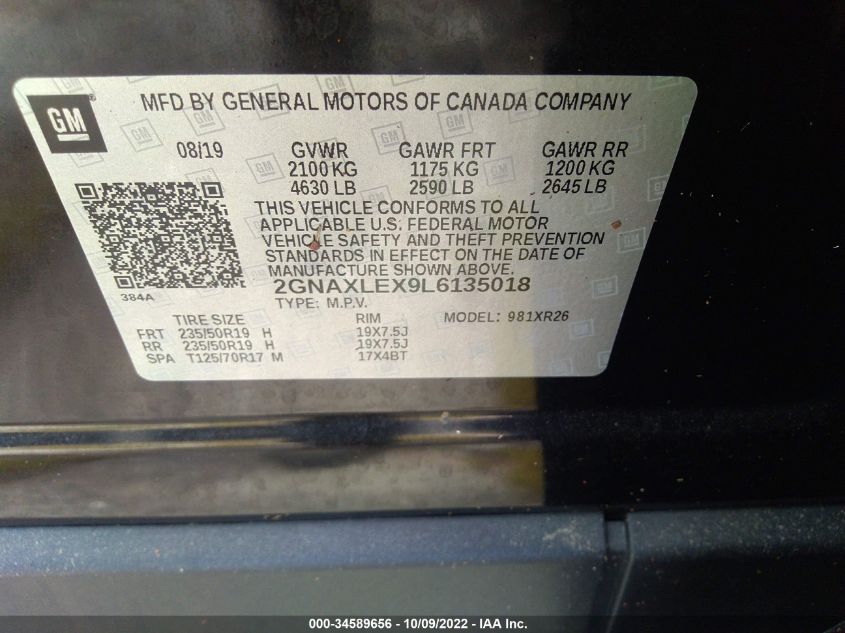 GM
MFD BY GENERAL MOTORS OF CANADA COMPANY
08/19 GVWR GAWR FRT GAWR RR
2100 KG 1175 KG 1200 KG
4630 LB 2590 LB 2645 LB
THIS VEHICLE CONFORMS TO ALL
APPLICABLE U.S. FEDERAL MOTOR
VEHICLE SAFETY AND THEFT PREVENTION
STANDARDS IN EFFECT ON THE DATE OF
MANUFACTURE SHOWN ABOVE.
384A 2GNAXLEX9L6135018
TYPE: M.P.V.
TIRE SIZE RIM MODEL: 981XR26
FRT 235/50R19 H 19X7.5J
RR 235/50R19 H 19X7.5J
SPA T125/70R17 M 17X4BT
000-34589656 - 10/09/2022 - IAA Inc.